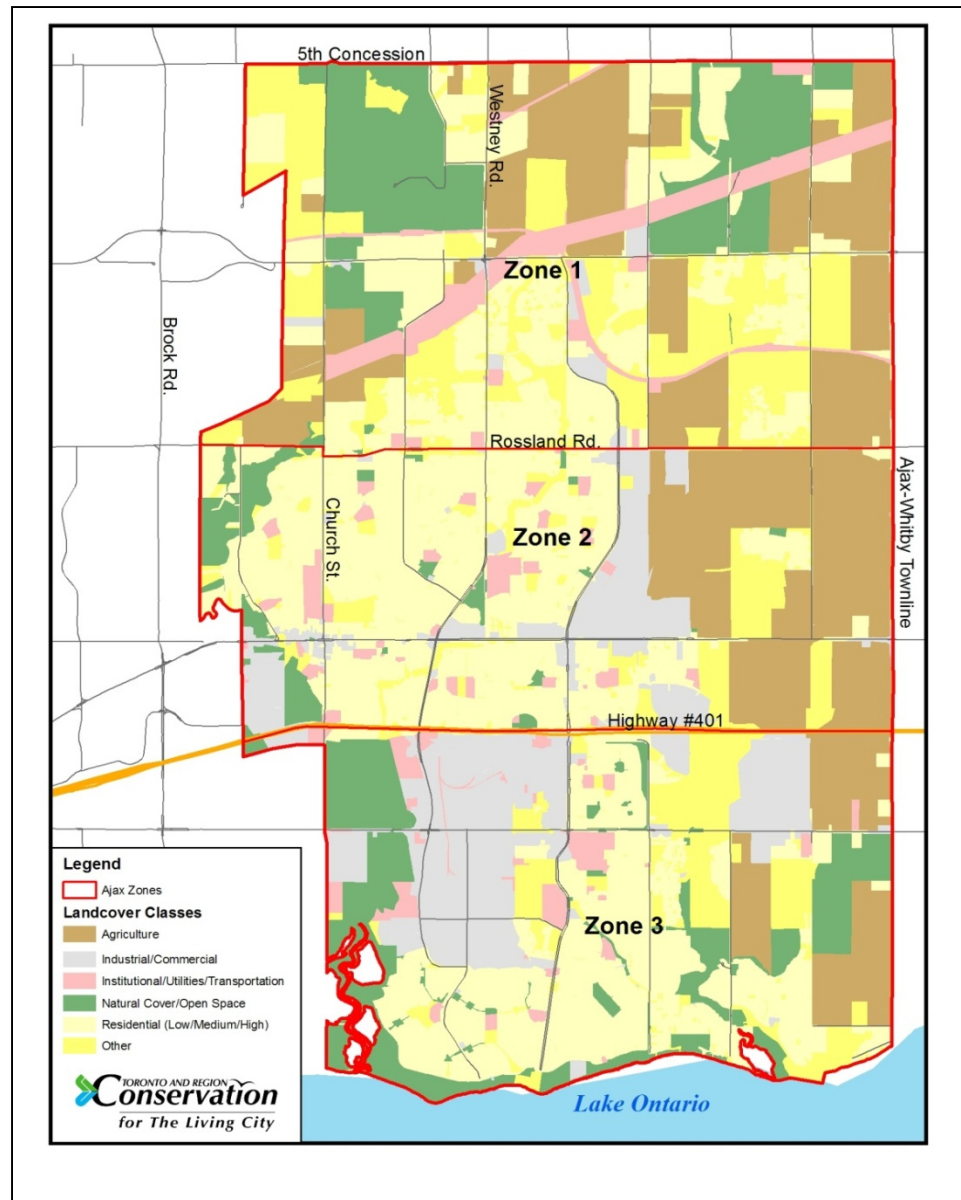 5th Concession
Westney Rd.
Zone 1
Brock Rd.
Rossland Rd.
Ajax-Whitby Townline
Church St.
Zone 2
Highway #401
Zone 3
Lake Ontario
Legend
Ajax Zones
Landcover Classes
Agriculture
Industrial/Commercial
Institutional/Utilities/Transportation
Natural Cover/Open Space
Residential (Low/Medium/High)
Other
TORONTO AND REGION
Conservation
for The Living City